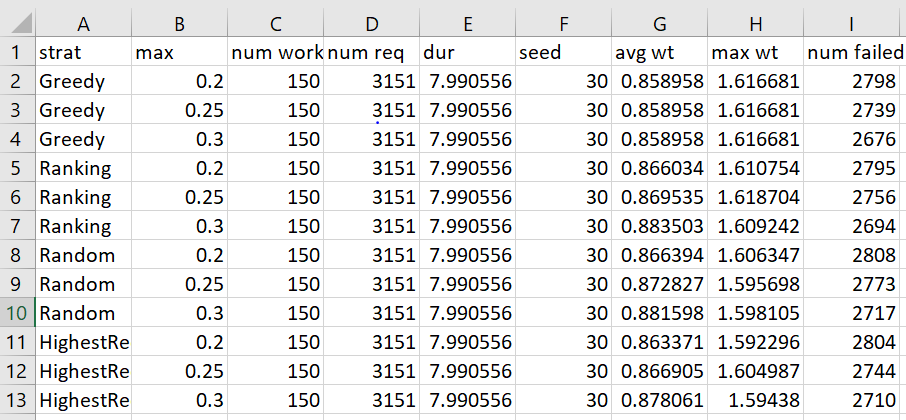 A B C D E F G H I
1 strat max num work num req dur seed avg wt max wt num failed
2 Greedy 0.2 150 3151 7.990556 30 0.858958 1.616681 2798
3 Greedy 0.25 150 3151 7.990556 30 0.858958 1.616681 2739
4 Greedy 0.3 150 3151 7.990556 30 0.858958 1.616681 2676
5 Ranking 0.2 150 3151 7.990556 30 0.866034 1.610754 2795
6 Ranking 0.25 150 3151 7.990556 30 0.869535 1.618704 2756
7 Ranking 0.3 150 3151 7.990556 30 0.883503 1.609242 2694
8 Random 0.2 150 3151 7.990556 30 0.866394 1.606347 2808
9 Random 0.25 150 3151 7.990556 30 0.872827 1.595698 2773
10 Random 0.3 150 3151 7.990556 30 0.881598 1.598105 2717
11 HighestRe 0.2 150 3151 7.990556 30 0.863371 1.592296 2804
12 HighestRe 0.25 150 3151 7.990556 30 0.866905 1.604987 2744
13 HighestRe 0.3 150 3151 7.990556 30 0.878061 1.59438 2710